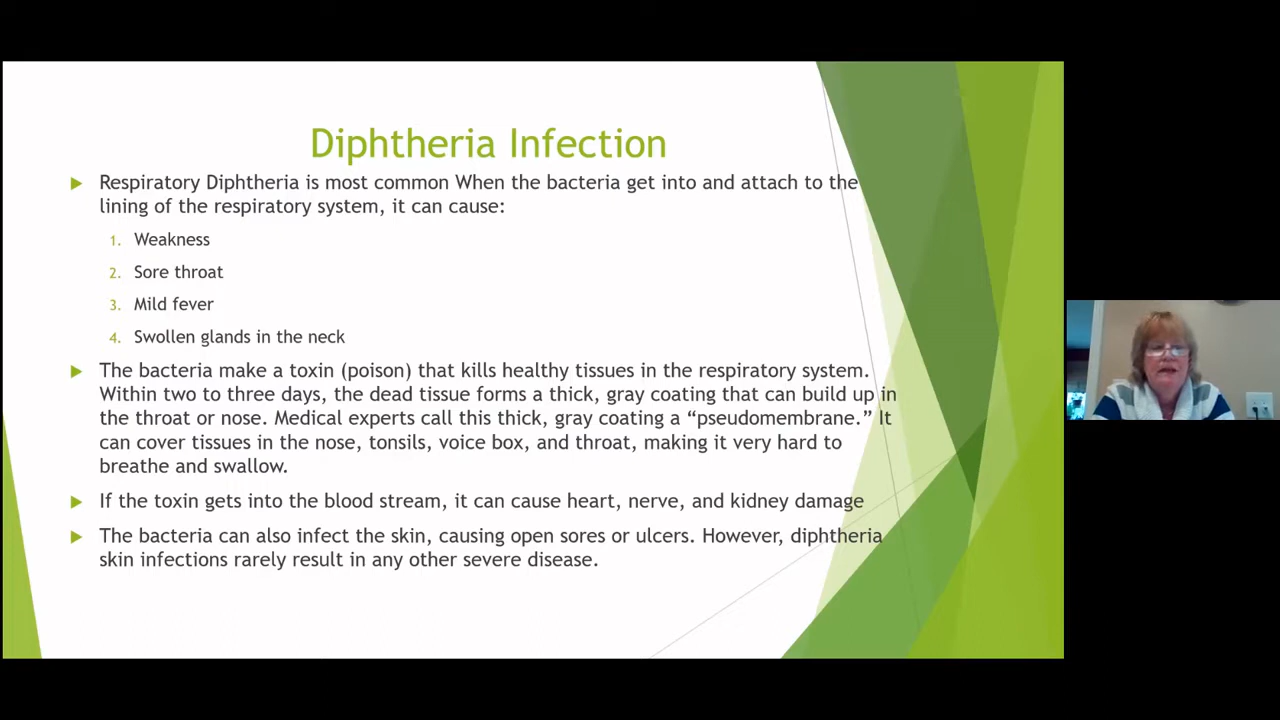 Diphtheria Infection
Respiratory Diphtheria is most common When the bacteria get into and attach to the
lining of the respiratory system, it can cause:
1. Weakness
2. Sore throat
3. Mild fever
4. Swollen glands in the neck
The bacteria make a toxin (poison) that kills healthy tissues in the respiratory system.
Within two to three days, the dead tissue forms a thick, gray coating that can build up in
the throat or nose. Medical experts call this thick, gray coating a “pseudomembrane.” It
can cover tissues in the nose, tonsils, voice box, and throat, making it very hard to
breathe and swallow.
If the toxin gets into the blood stream, it can cause heart, nerve, and kidney damage
The bacteria can also infect the skin, causing open sores or ulcers. However, diphtheria
skin infections rarely result in any other severe disease.